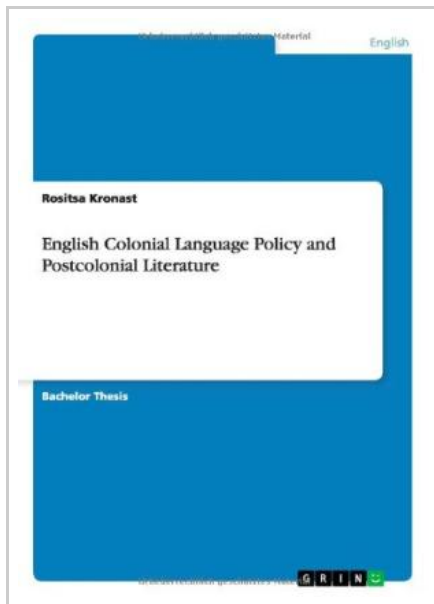 English
Rositsa Kronast
English Colonial Language Policy and
Postcolonial Literature
Bachelor Thesis
GRIN